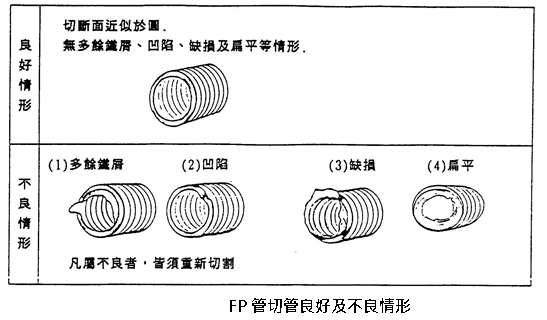 良好情形
切斷面近似於圓.
無多餘鐵屑、凹陷、缺損及扁平等情形.
不良情形
(1)多餘鐵屑
(2)凹陷
(3)缺損
(4)扁平
凡屬不良者，皆須重新切割
FP 管切管良好及不良情形